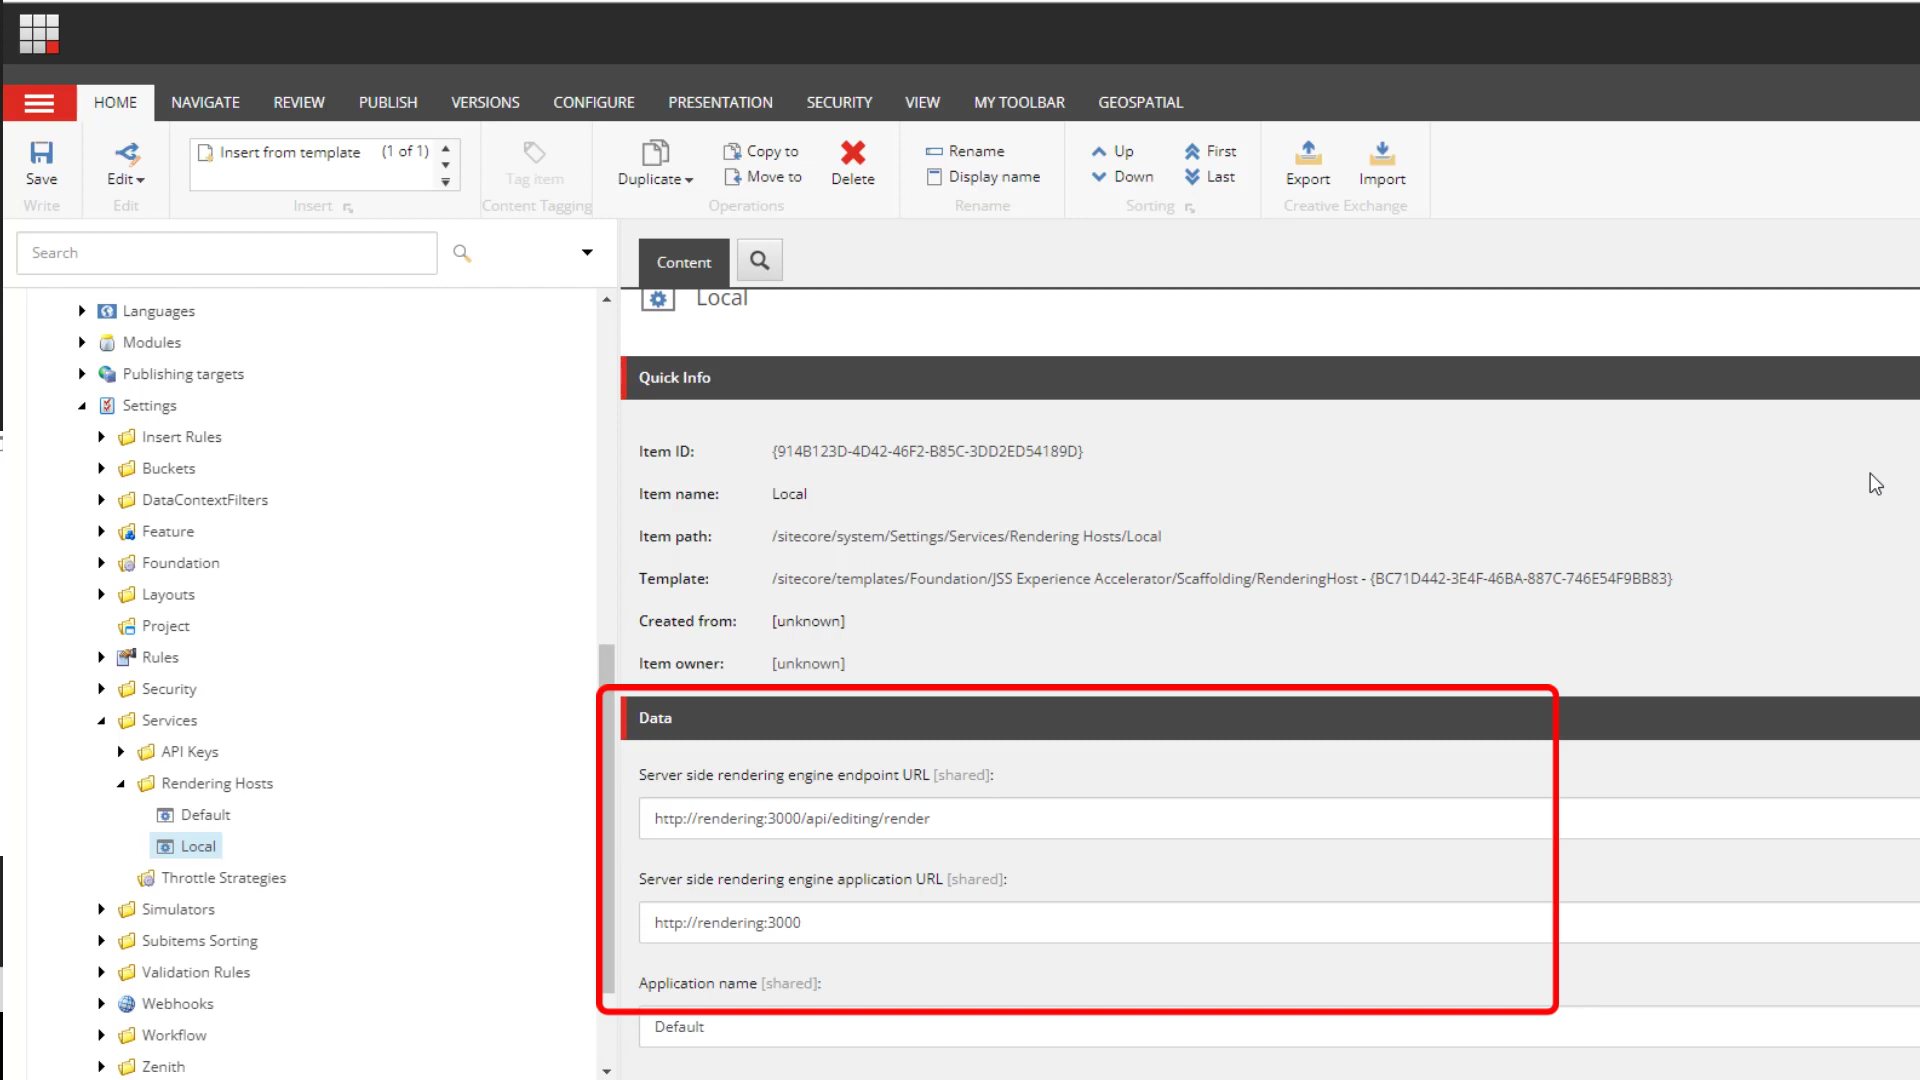 HOME NAVIGATE REVIEW PUBLISH VERSIONS CONFIGURE PRESENTATION SECURITY VIEW MY TOOLBAR GEOSPATIAL
Insert from template (1 of 1)
Copy to Rename Up First
Save Edit Tag item Duplicate Move to Delete Display name Down Last Export Import
Write Edit Insert Content Tagging Operations Rename Sorting Creative Exchange
Search
Content
Local
Languages
Modules
Publishing targets
Settings
Insert Rules
Buckets
DataContextFilters
Feature
Foundation
Layouts
Project
Rules
Security
Services
API Keys
Rendering Hosts
Default
Local
Throttle Strategies
Simulators
Subitems Sorting
Validation Rules
Webhooks
Workflow
Zenith
Quick Info
Item ID: {914B123D-4D42-46F2-B85C-3DD2ED54189D}
Item name: Local
Item path: /sitecore/system/Settings/Services/Rendering Hosts/Local
Template: /sitecore/templates/Foundation/JSS Experience Accelerator/Scaffolding/RenderingHost - {BC71D442-3E4F-46BA-887C-746E54F9BB83}
Created from: [unknown]
Item owner: [unknown]
Data
Server side rendering engine endpoint URL [shared]:
http://rendering:3000/api/editing/render
Server side rendering engine application URL [shared]:
http://rendering:3000
Application name [shared]:
Default